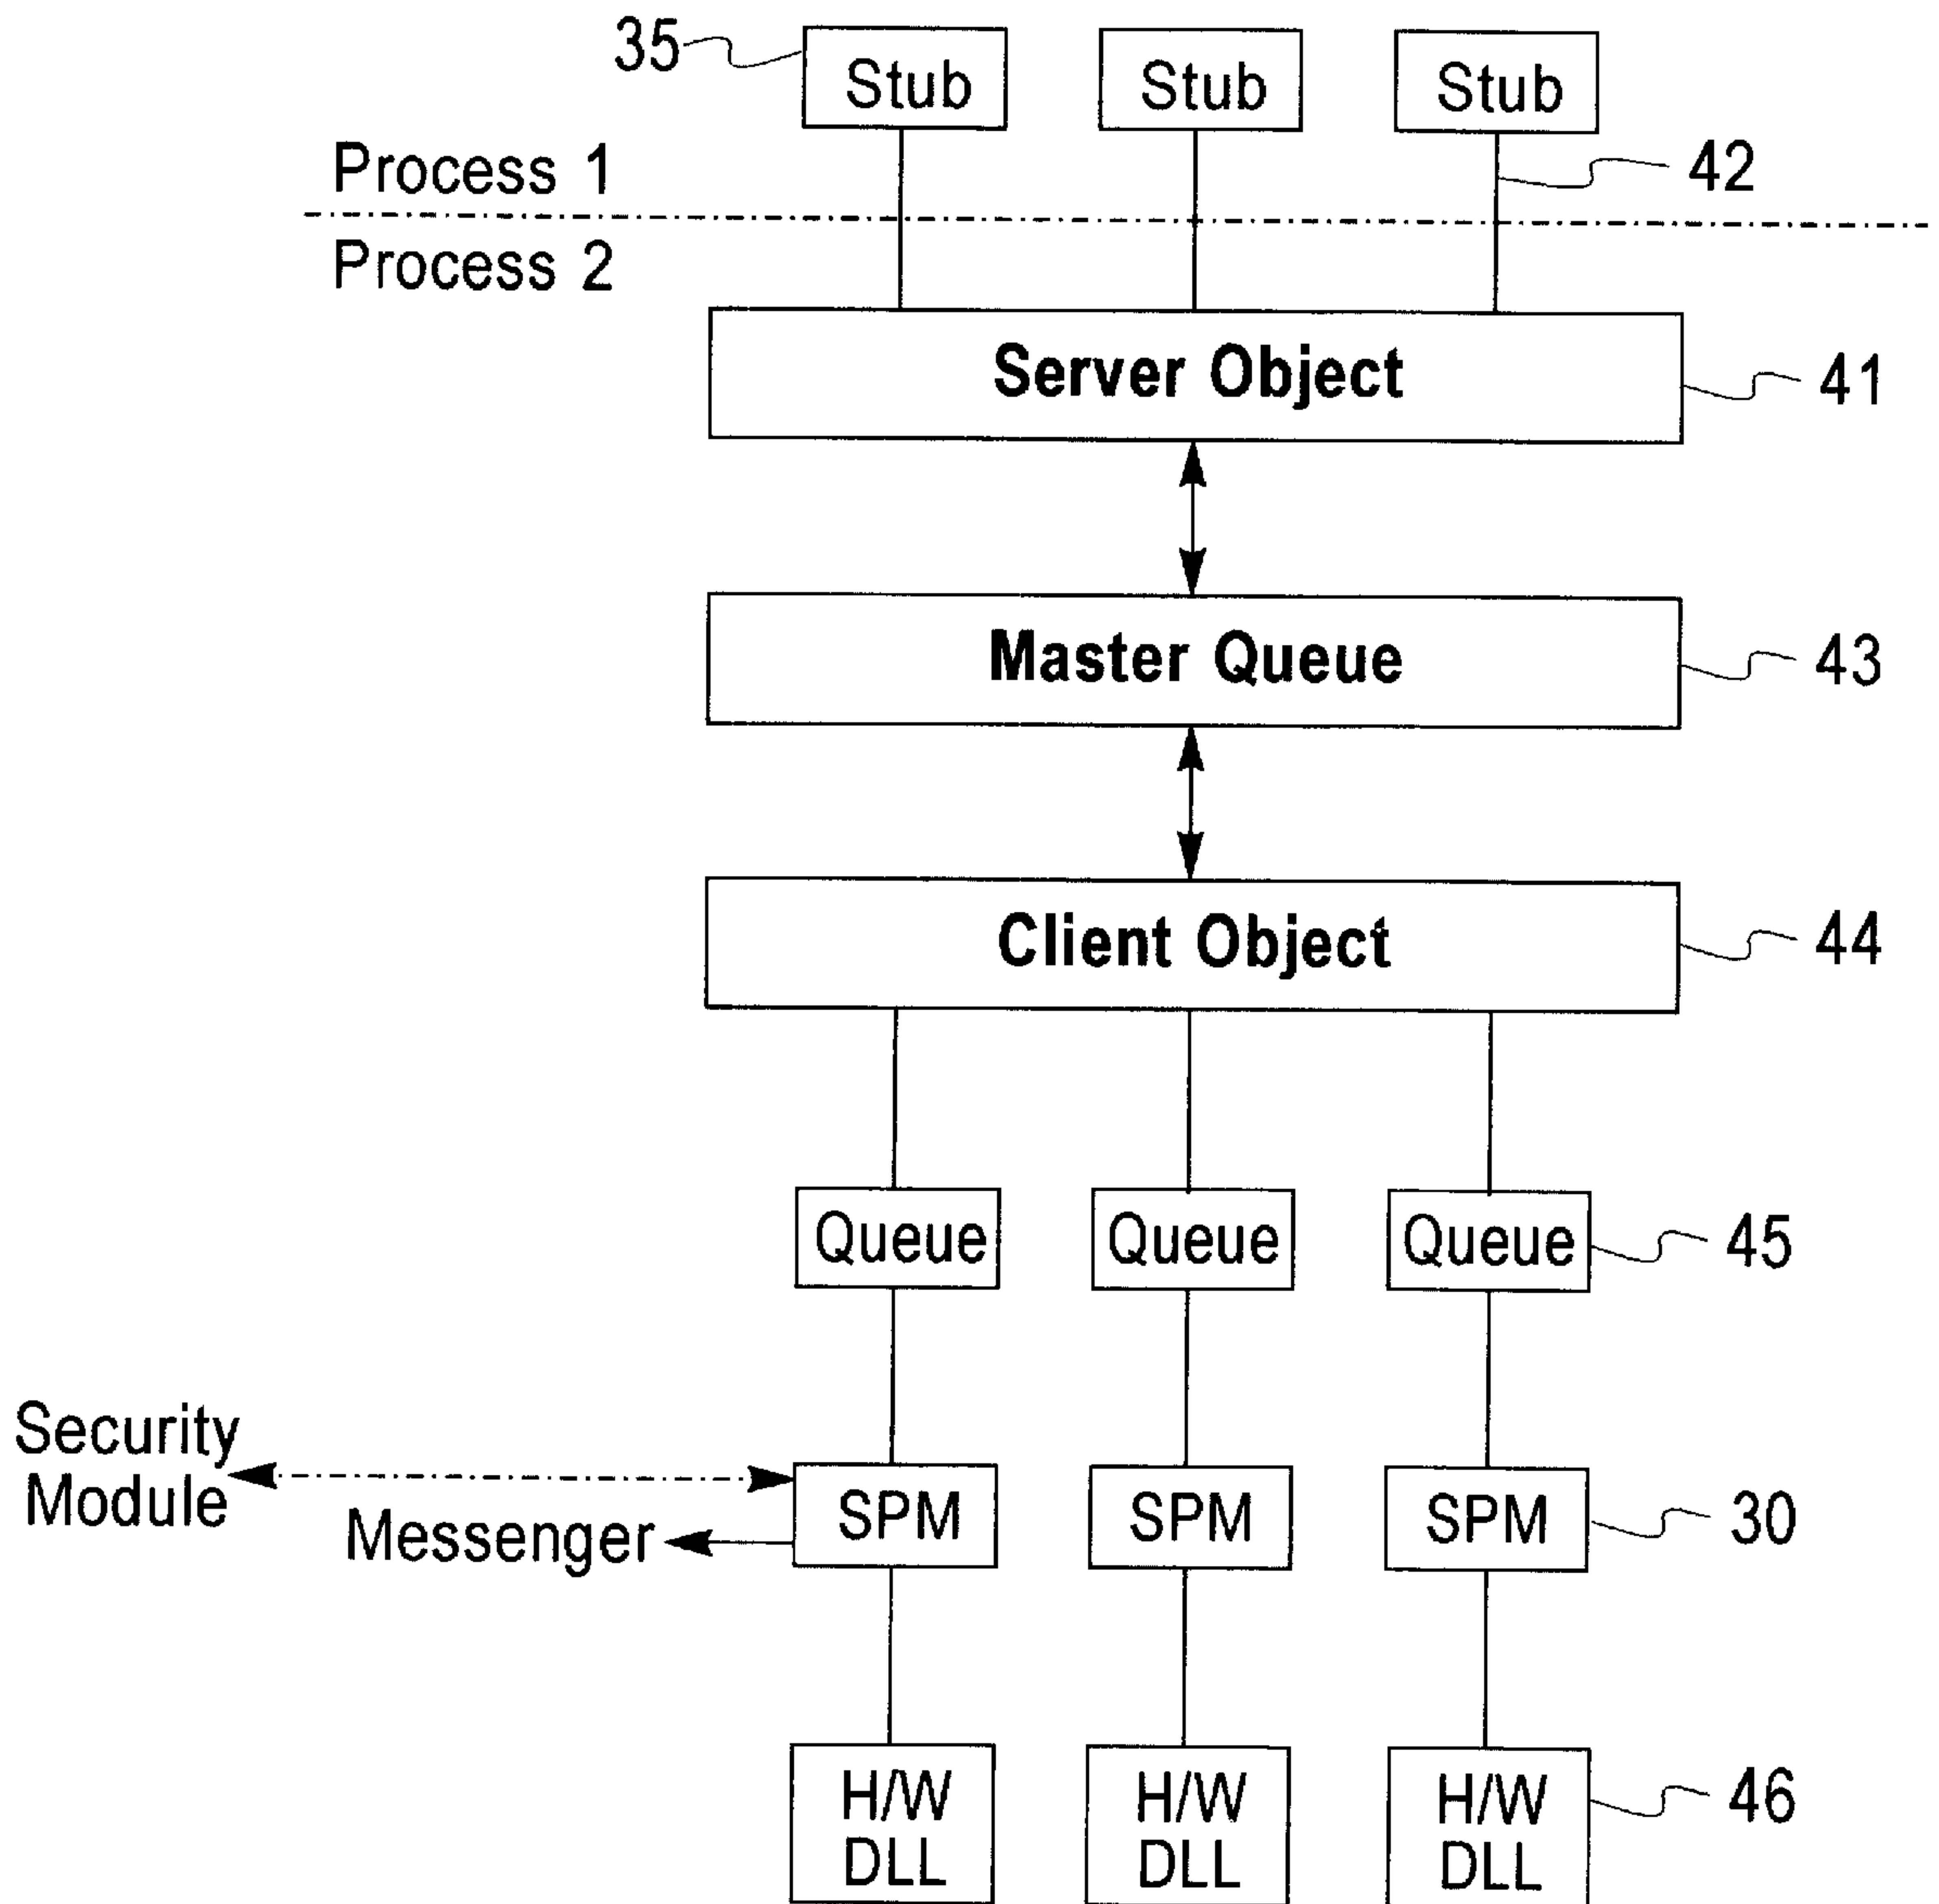 35
Stub
Stub
Stub
Process 1
42
Process 2
Server Object
41
Master Queue
43
Client Object
44
Queue
Queue
Queue
45
Security
Module
Messenger
SPM
SPM
SPM
30
H/W
DLL
H/W
DLL
H/W
DLL
46